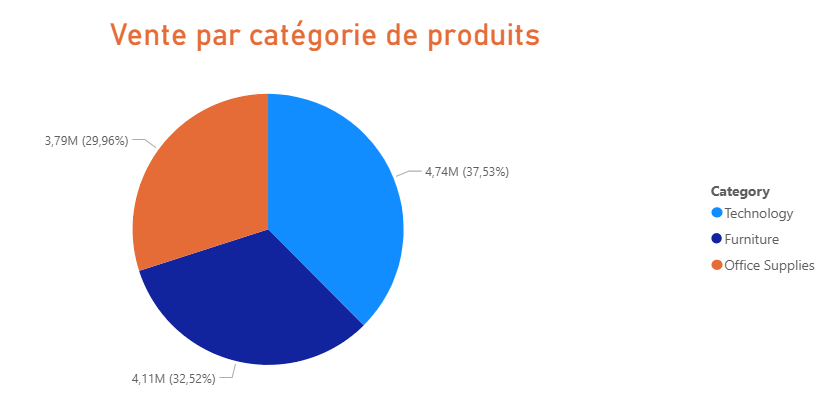 Vente par catégorie de produits
3,79M (29,96%)
4,74M (37,53%)
4,11M (32,52%)
Category
Technology
Furniture
Office Supplies